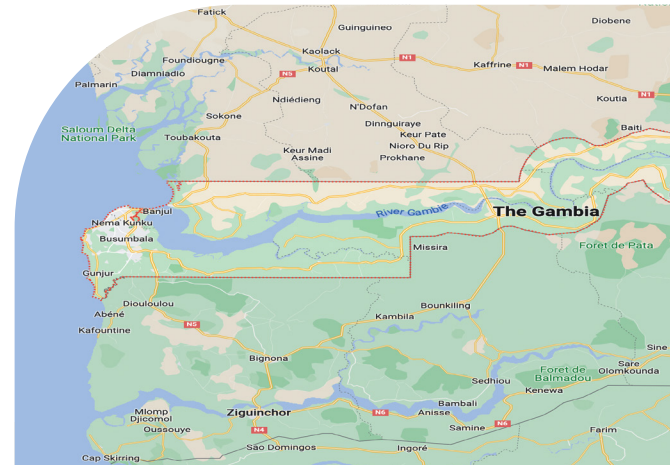 Fatick
Diobene
Guinguineo
Kaolack
Foundiougne
N1
Kaffrine
N1
Malem Hodar
Koutal
Diamniadio
N5
Palmarin
N1
Ndiédieng
Koutia
N'Dofan
Sokone
Dinnguiraye
Baiti
Saloum Delta
National Park
Toubakouta
Keur Pate
Nioro Du Rip
Keur Madi
Assine
Prokhane
Banjul
River Gambie
The Gambia
Nema Kunku
Busumbala
Missira
Foret de Pata
Gunjur
Diouloulou
Bounkiling
Abéné
Kambila
N5
Kafountine
Sine
Bignona
Sare
Olomkounda
Foret de
Balmadou
Sedhiou
Kenewa
Bambali
Mlomp
Djicomol
Ziguinchor
N6
Anisse
N6
Oussouye
N4
Samine
Farim
Sao Domingos
Ingoré
Cap Skirring